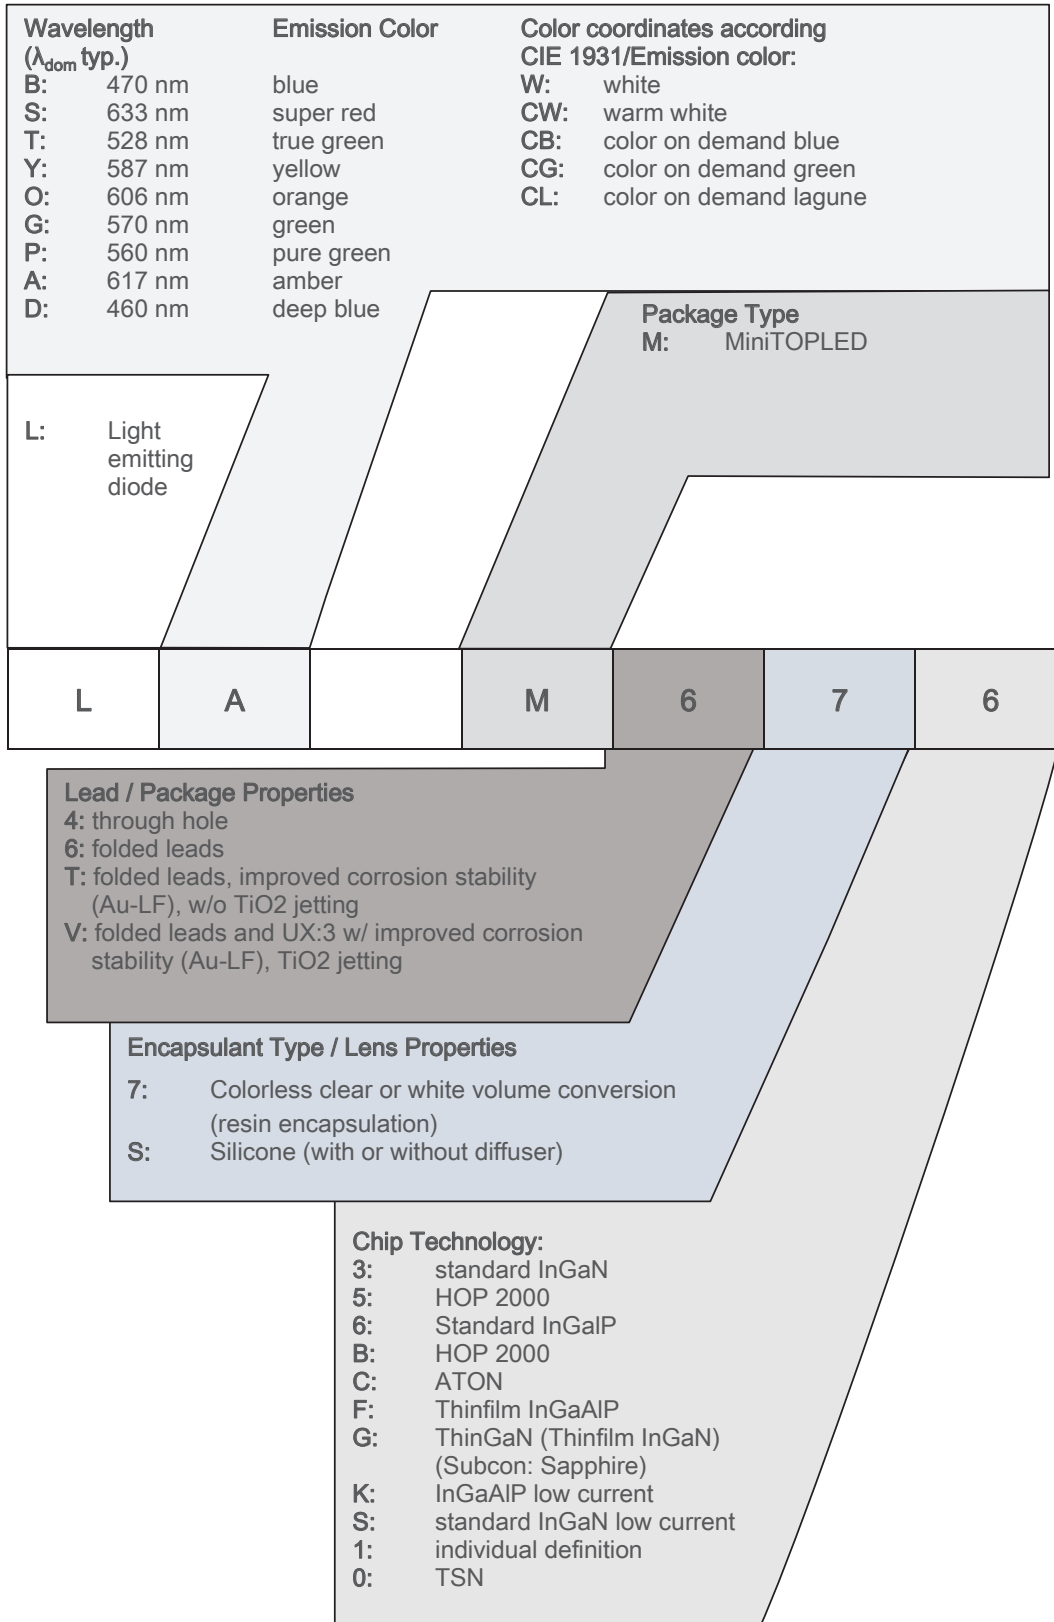 Wavelength Emission Color Color coordinates according
(λdom typ.) CIE 1931/Emission color:
B: 470 nm blue W: white
S: 633 nm super red CW: warm white
T: 528 nm true green CB: color on demand blue
Y: 587 nm yellow CG: color on demand green
O: 606 nm orange CL: color on demand lagune
G: 570 nm green
P: 560 nm pure green
A: 617 nm amber
D: 460 nm deep blue
Package Type
M: MiniTOPLED
L: Light
emitting
diode
L A M 6 7 6
Lead / Package Properties
4: through hole
6: folded leads
T: folded leads, improved corrosion stability
(Au-LF), w/o TiO2 jetting
V: folded leads and UX:3 w/ improved corrosion
stability (Au-LF), TiO2 jetting
Encapsulant Type / Lens Properties
7: Colorless clear or white volume conversion
(resin encapsulation)
S: Silicone (with or without diffuser)
Chip Technology:
3: standard InGaN
5: HOP 2000
6: Standard InGalP
B: HOP 2000
C: ATON
F: Thinfilm InGaAlP
G: ThinGaN (Thinfilm InGaN)
(Subcon: Sapphire)
K: InGaAlP low current
S: standard InGaN low current
1: individual definition
0: TSN